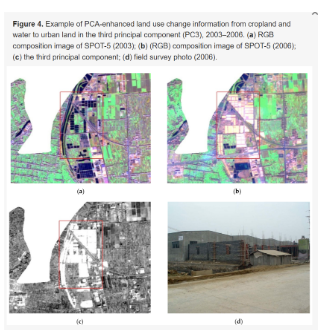 Figure 4. Example of PCA-enhanced land use change information from cropland and
water to urban land in the third principal component (PC3), 2003–2006. (a) RGB
composition image of SPOT-5 (2003); (b) (RGB) composition image of SPOT-5 (2006);
(c) the third principal component; (d) field survey photo (2006).
(a)
(b)
(c)
(d)